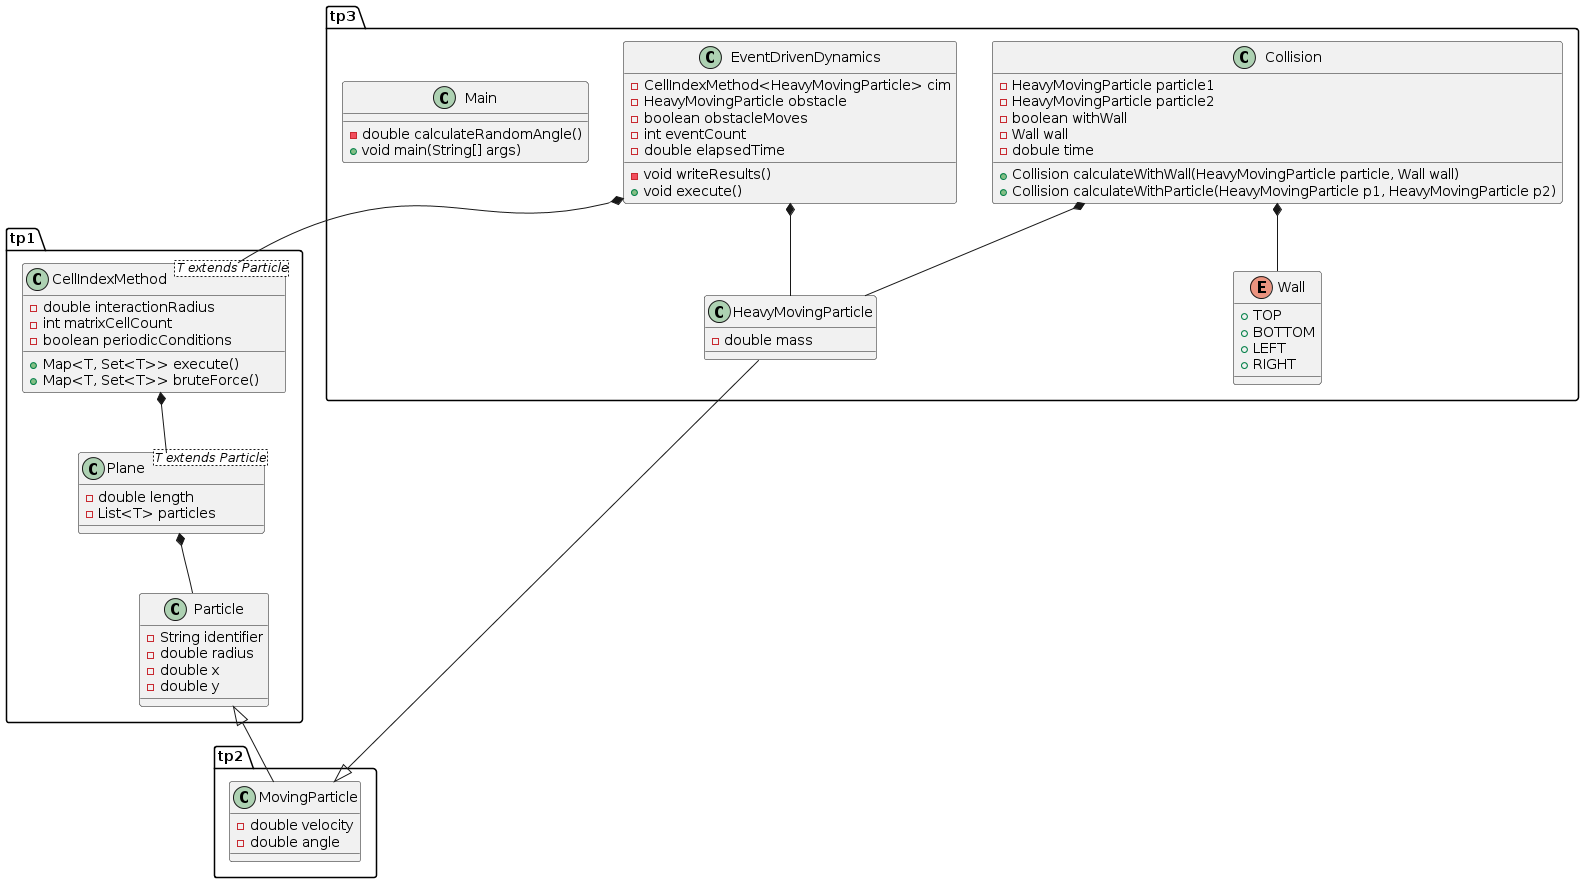 tp3
C Main
double calculateRandomAngle()
void main(String[] args)
C EventDrivenDynamics
CellIndexMethod<HeavyMovingParticle> cim
HeavyMovingParticle obstacle
boolean obstacleMoves
int eventCount
double elapsedTime
void writeResults()
void execute()
C Collision
HeavyMovingParticle particle1
HeavyMovingParticle particle2
boolean withWall
Wall wall
dobule time
Collision calculateWithWall(HeavyMovingParticle particle, Wall wall)
Collision calculateWithParticle(HeavyMovingParticle p1, HeavyMovingParticle p2)
C HeavyMovingParticle
double mass
E Wall
TOP
BOTTOM
LEFT
RIGHT
tp1
T extends Particle
C CellIndexMethod
double interactionRadius
int matrixCellCount
boolean periodicConditions
Map<T, Set<T>> execute()
Map<T, Set<T>> bruteForce()
T extends Particle
C Plane
double length
List<T> particles
C Particle
String identifier
double radius
double x
double y
tp2
C MovingParticle
double velocity
double angle